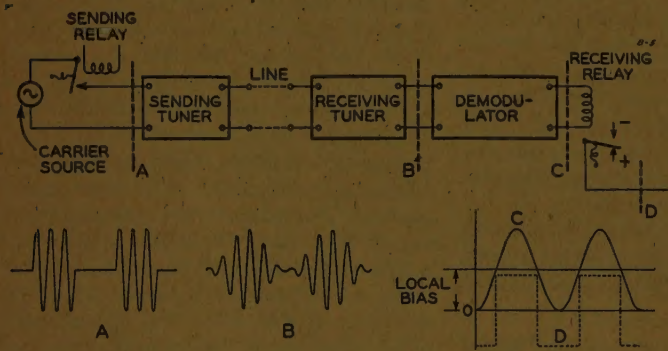 SENDING
RELAY
CARRIER
SOURCE
A
SENDING
TUNER
LINE
RECEIVING
TUNER
B
DEMODU-
LATOR
C
RECEIVING
RELAY
-
+
D
A
B
C
LOCAL
BIAS
0
D